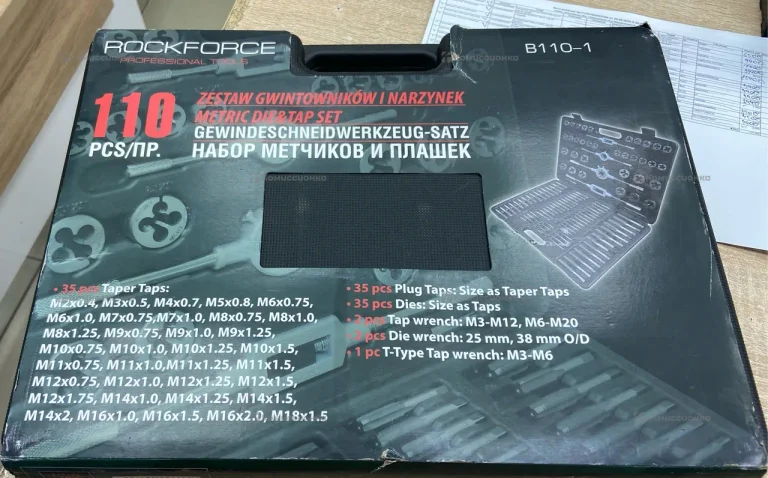 ROCKFORCE
PROFESSIONAL TOOLS
B110-1
110
PCS/ПР.
ZESTAW GWINTOWNIKÓW I NARZYNEK
METRIC DIE&TAP SET
GEWINDESCHNEIDWERKZEUG-SATZ
НАБОР МЕТЧИКОВ И ПЛАШЕК
• 35 pcs Taper Taps:
M2x0.4, M3x0.5, M4x0.7, M5x0.8, M6x0.75,
M6x1.0, M7x0.75,M7x1.0, M8x0.75, M8x1.0,
M8x1.25, M9x0.75, M9x1.0, M9x1.25,
M10x0.75, M10x1.0, M10x1.25, M10x1.5,
M11x0.75, M11x1.0,M11x1.25, M11x1.5,
M12x0.75, M12x1.0, M12x1.25, M12x1.5,
M12x1.75, M14x1.0, M14x1.25, M14x1.5,
M14x2, M16x1.0, M16x1.5, M16x2.0, M18x1.5
• 35 pcs Plug Taps: Size as Taper Taps
• 35 pcs Dies: Size as Taps
• 2 pcs Tap wrench: M3-M12, M6-M20
pcs Die wrench: 25 mm, 38 mm O/D
• 1 pc T-Type Tap wrench: M3-M6